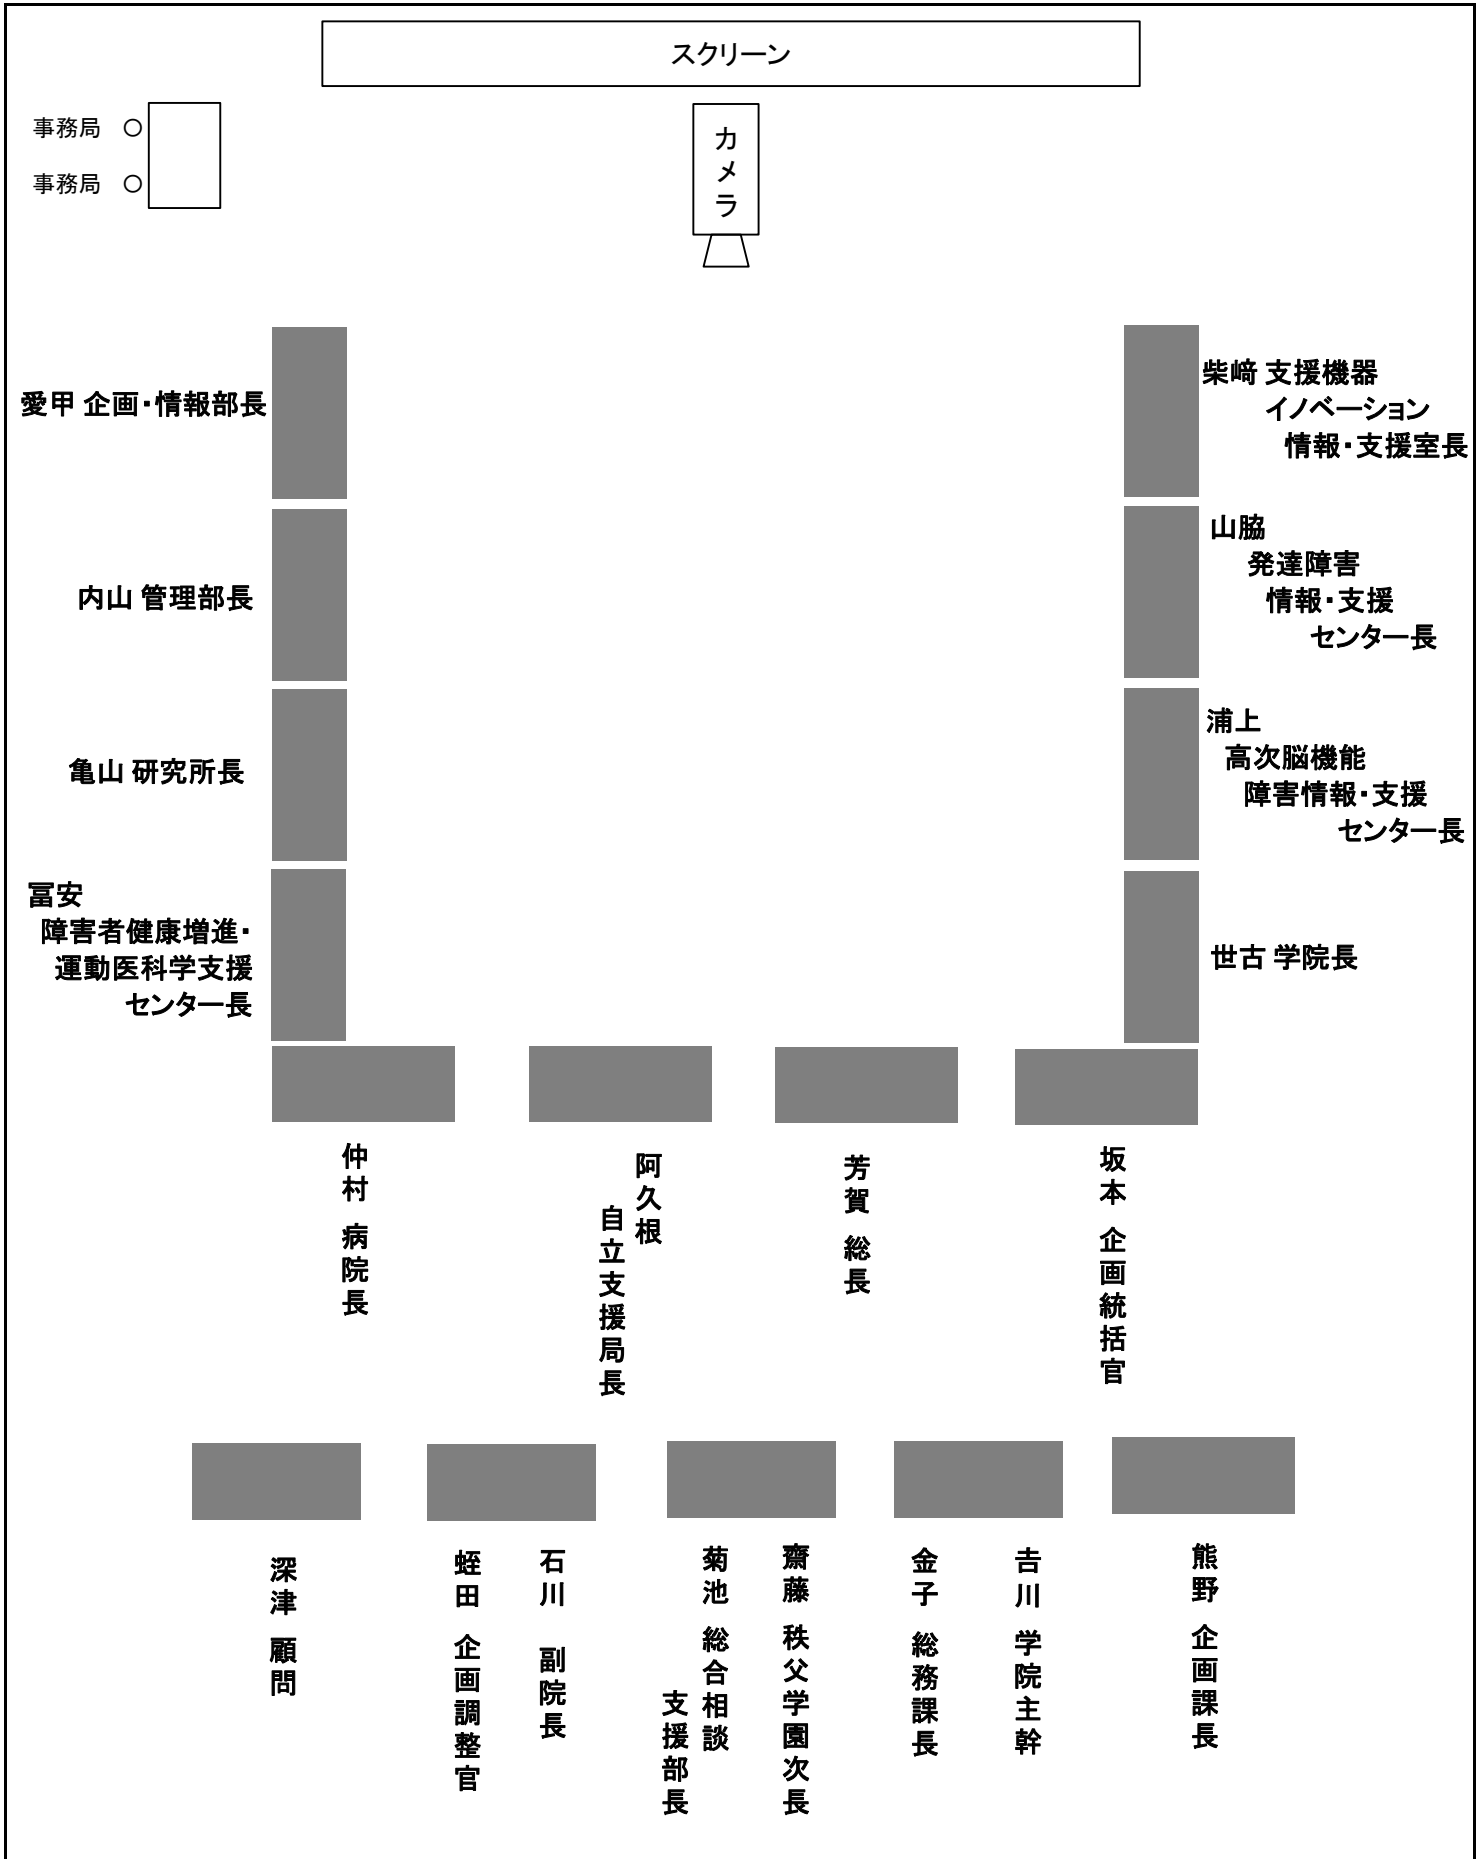 スクリーン
事務局
事務局
カメラ
愛甲 企画・情報部長
内山 管理部長
亀山 研究所長
冨安
障害者健康増進・
運動医科学支援
センター長
柴﨑 支援機器
イノベーション
情報・支援室長
山脇
発達障害
情報・支援
センター長
浦上
高次脳機能
障害情報・支援
センター長
世古 学院長
仲村 病院長
阿久根
自立支援局長
芳賀 総長
坂本 企画統括官
深津 顧問
蛭田 企画調整官
石川 副院長
菊池 総合相談
支援部長
齋藤 秩父学園次長
金子 総務課長
𠮷川 学院主幹
熊野 企画課長